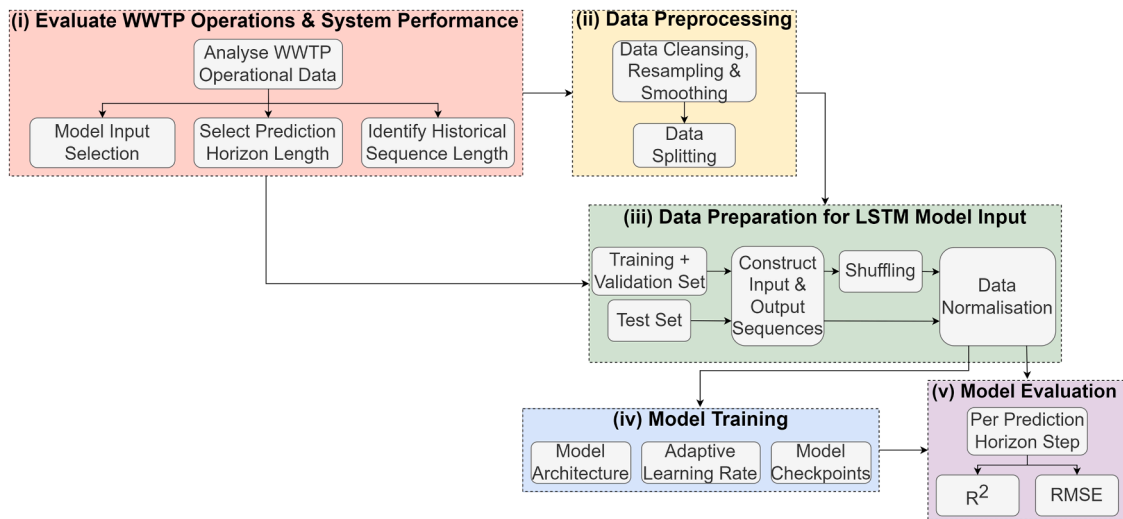 (i) Evaluate WWTP Operations & System Performance
Analyse WWTP
Operational Data
Model Input
Selection
Select Prediction
Horizon Length
Identify Historical
Sequence Length
(ii) Data Preprocessing
Data Cleansing,
Resampling &
Smoothing
Data
Splitting
(iii) Data Preparation for LSTM Model Input
Training +
Validation Set
Test Set
Construct
Input &
Output
Sequences
Shuffling
Data
Normalisation
(iv) Model Training
Model
Architecture
Adaptive
Learning Rate
Model
Checkpoints
(v) Model Evaluation
Per Prediction
Horizon Step
R²
RMSE